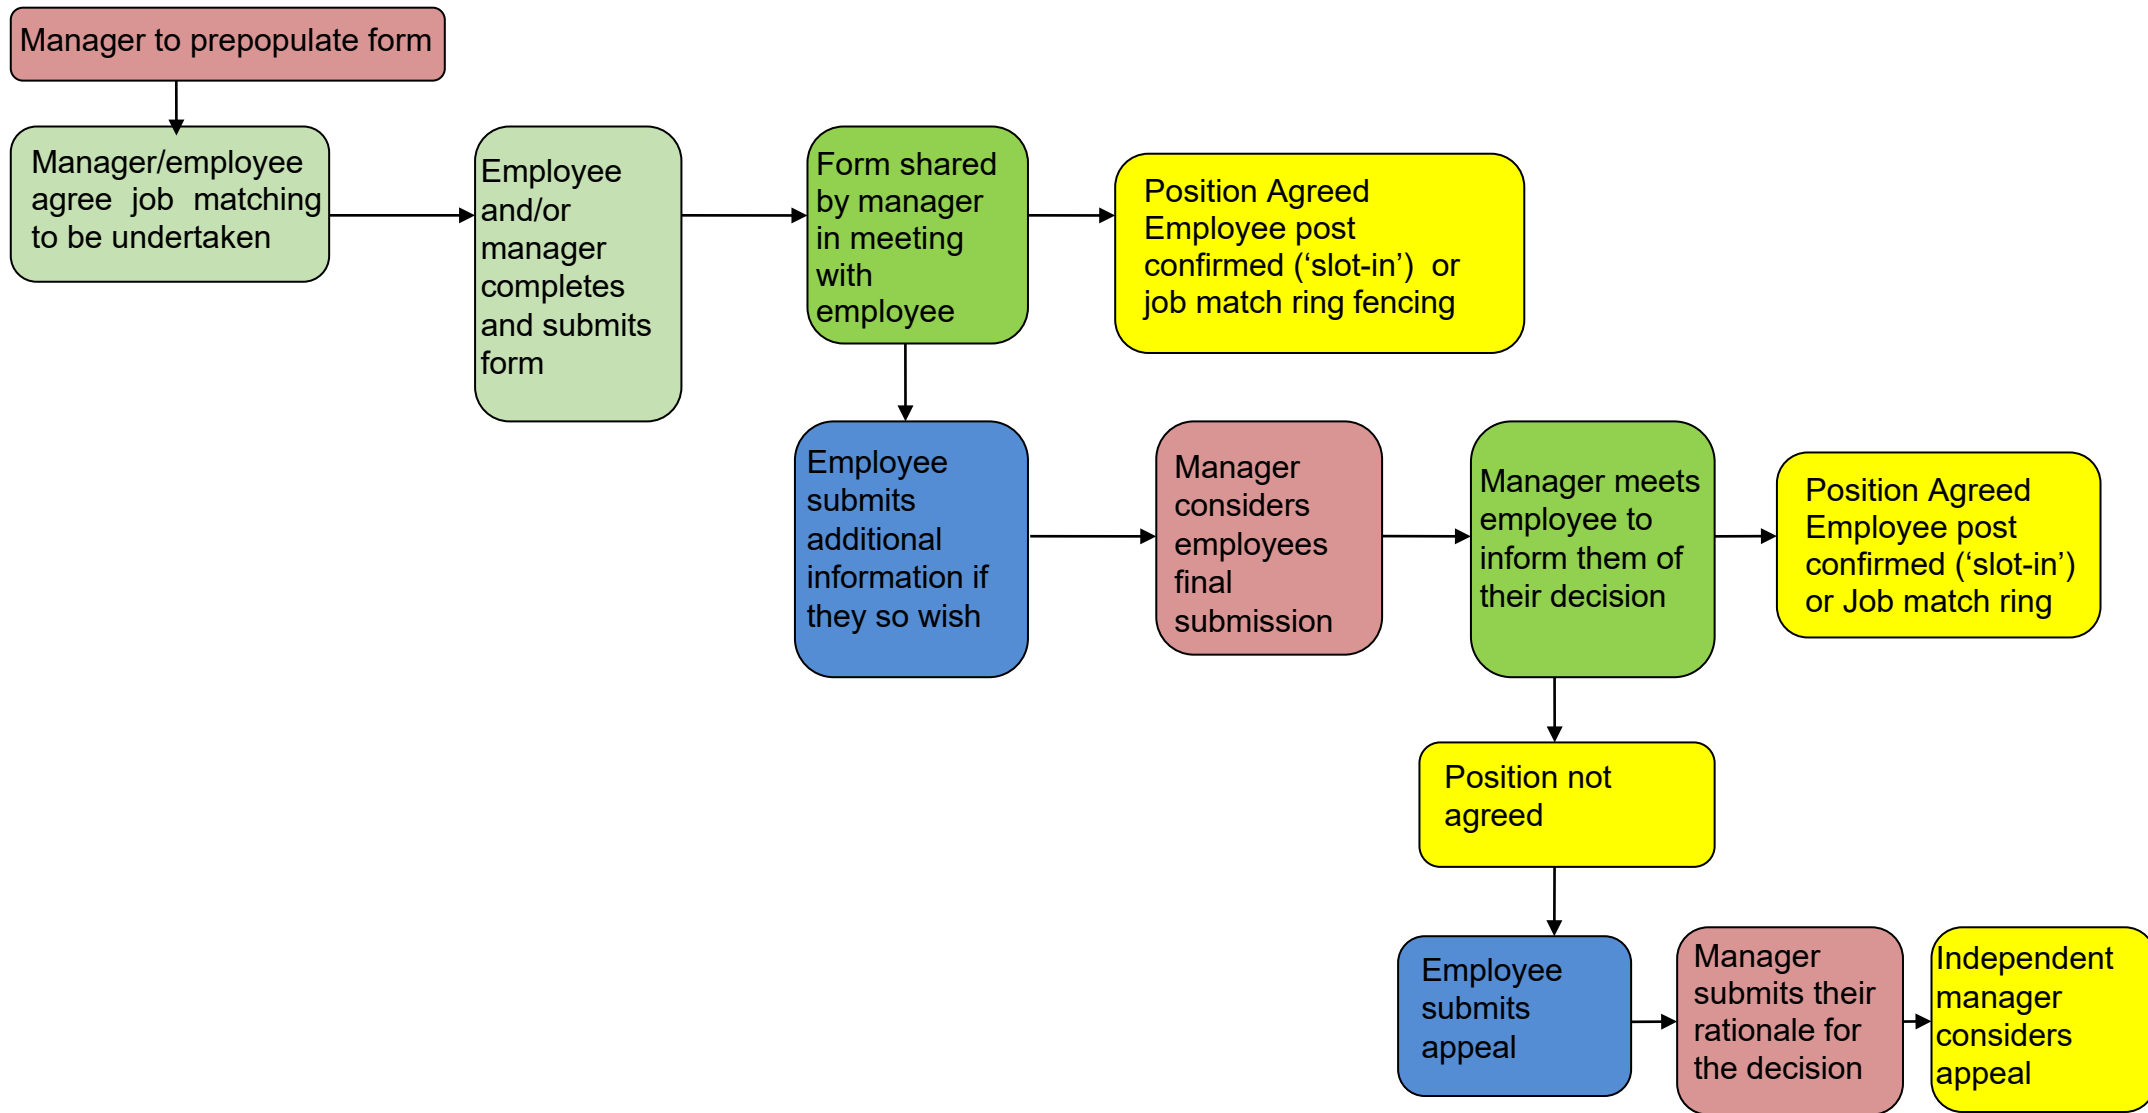 Manager to prepopulate form
Manager/employee
agree job matching
to be undertaken
Employee
and/or
manager
completes
and submits
form
Form shared
by manager
in meeting
with
employee
Position Agreed
Employee post
confirmed (‘slot-in’) or
job match ring fencing
Employee
submits
additional
information if
they so wish
Manager
considers
employees
final
submission
Manager meets
employee to
inform them of
their decision
Position Agreed
Employee post
confirmed (‘slot-in’)
or Job match ring
Position not
agreed
Employee
submits
appeal
Manager
submits their
rationale for
the decision
Independent
manager
considers
appeal